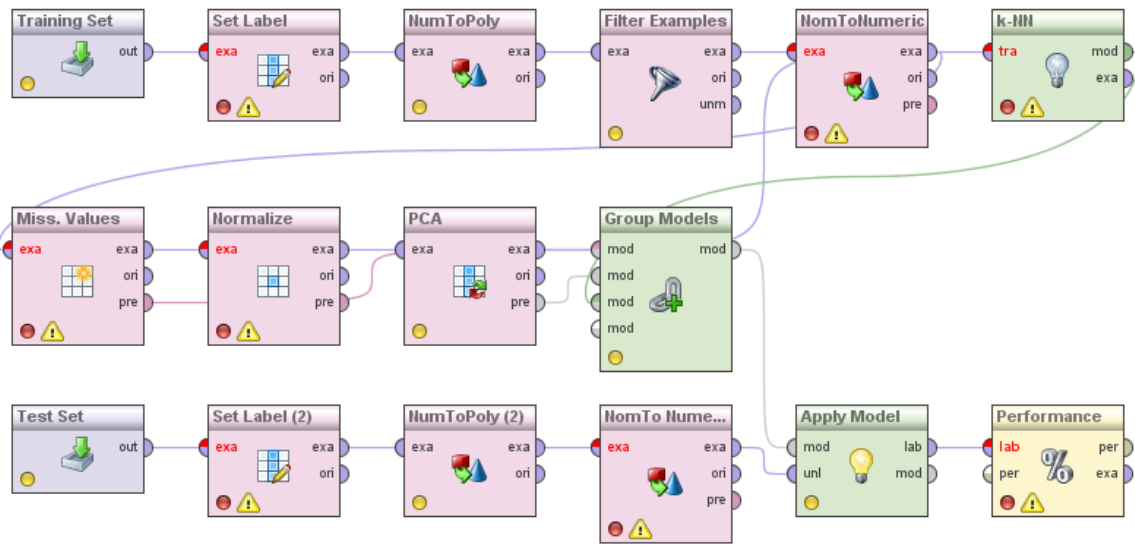 Training Set
out
Set Label
exa exa
ori
NumToPoly
exa exa
ori
Filter Examples
exa exa
ori
unm
NomToNumeric
exa exa
ori
pre
k-NN
tra mod
exa
Miss. Values
exa exa
ori
pre
Normalize
exa exa
ori
pre
PCA
exa exa
ori
pre
Group Models
mod mod
mod
mod
mod
Test Set
out
Set Label (2)
exa exa
ori
NumToPoly (2)
exa exa
ori
NomTo Nume...
exa exa
ori
pre
Apply Model
mod lab
unl mod
Performance
lab per
per exa
%